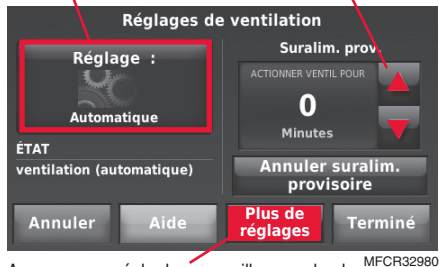 Réglages de ventilation
Réglage :
Automatique
ÉTAT
ventilation (automatique)
Suralim. prov.
ACTIONNER VENTIL POUR
0
Minutes
Annuler suralim.
provisoire
Annuler
Aide
Plus de
réglages
Terminé
MFCR32980